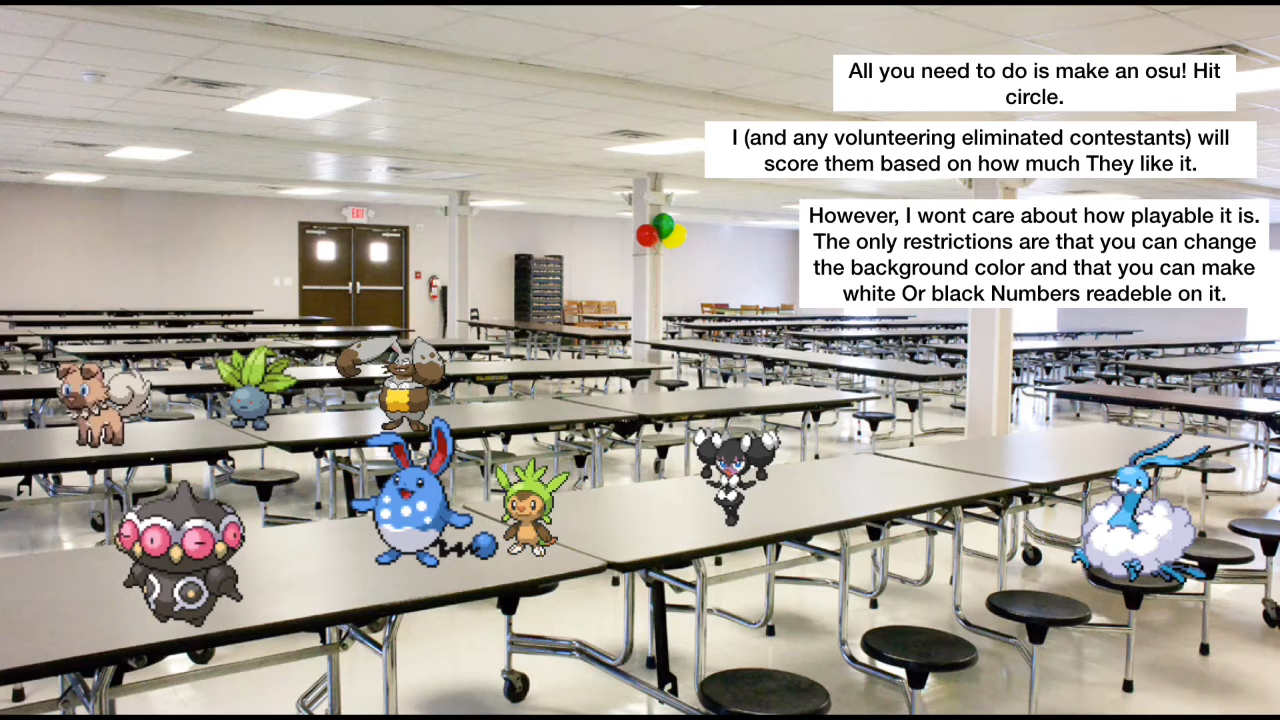 All you need to do is make an osu! Hit
circle.
I (and any volunteering eliminated contestants) will
score them based on how much They like it.
However, I wont care about how playable it is.
The only restrictions are that you can change
the background color and that you can make
white Or black Numbers readeble on it.
EXIT